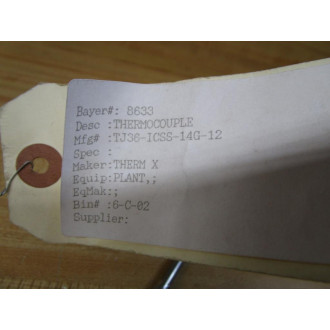 Bayer#: 8633
Desc :THERMOCOUPLE
Mfg# :TJ36-ICSS-14G-12
Spec :
Maker:THERM X
Equip:PLANT,;
EqMak:;
Bin# :6-C-02
Supplier: